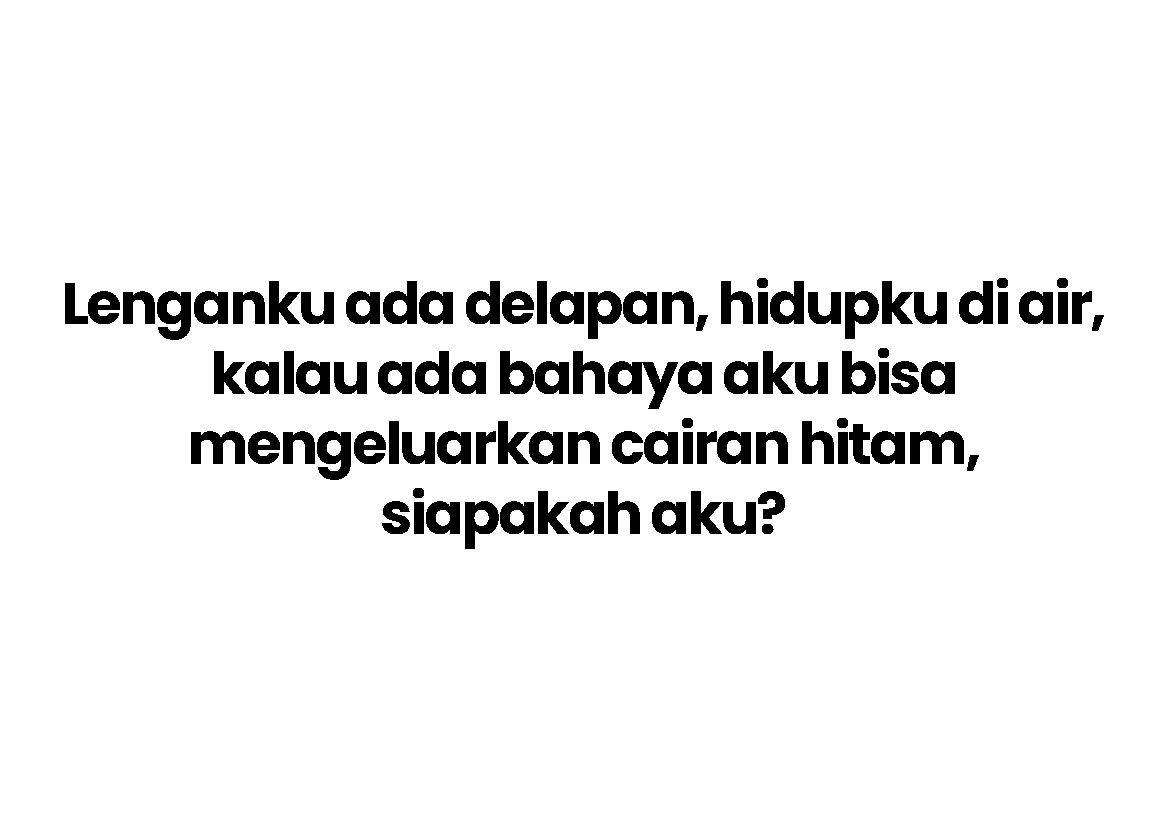 Lenganku ada delapan, hidupku di air,
kalau ada bahaya aku bisa
mengeluarkan cairan hitam,
siapakah aku?